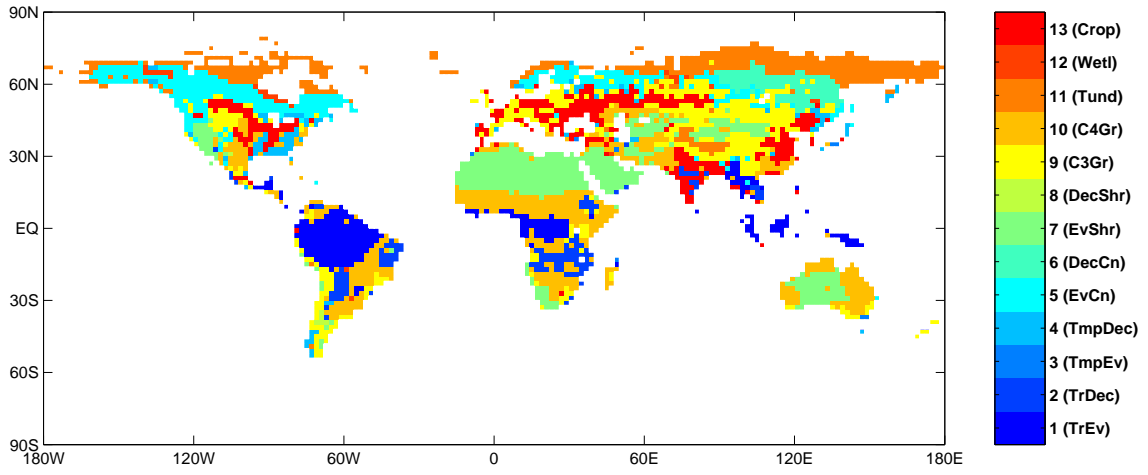 90N
60N
30N
EQ
30S
60S
90S
180W
120W
60W
0
60E
120E
180E
13 (Crop)
12 (Wetl)
11 (Tund)
10 (C4Gr)
9 (C3Gr)
8 (DecShr)
7 (EvShr)
6 (DecCn)
5 (EvCn)
4 (TmpDec)
3 (TmpEv)
2 (TrDec)
1 (TrEv)